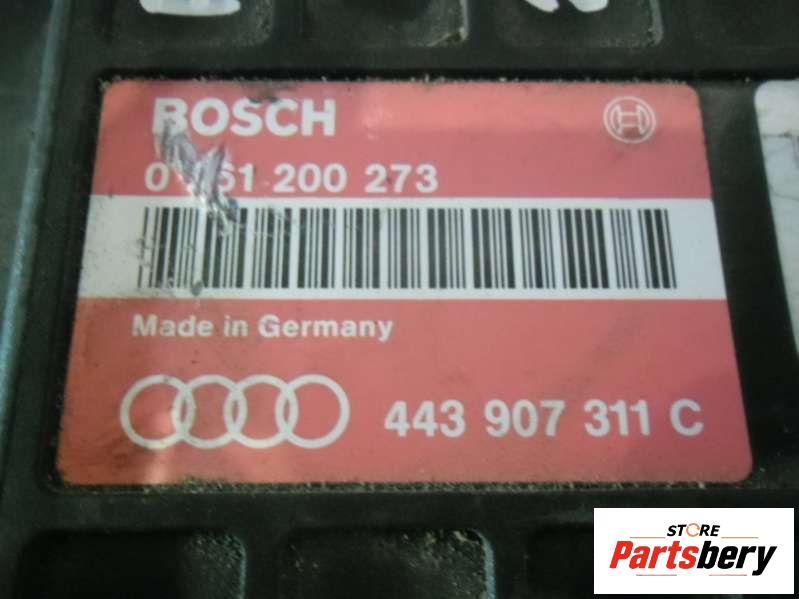 BOSCH
200 273
Made in Germany
443 907 311 C
STORE
Partsbery